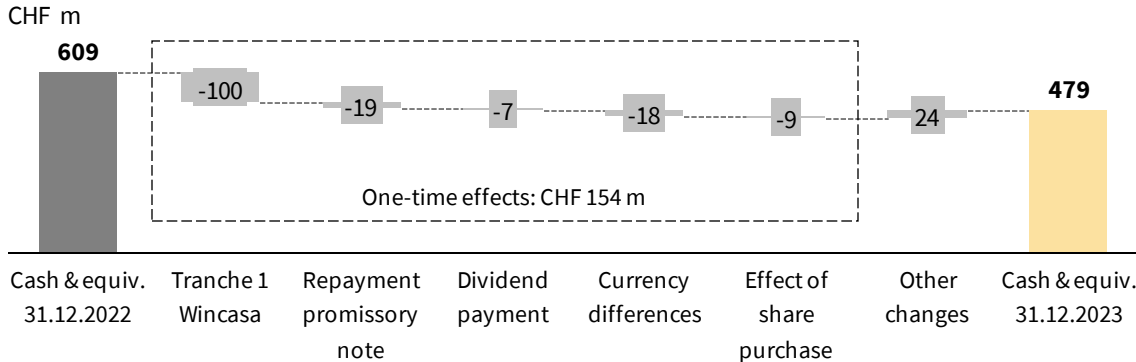 CHF m
609
-100
-19
-7
-18
-9
24
479
One-time effects: CHF 154 m
Cash & equiv.
31.12.2022
Tranche 1
Wincasa
Repayment
promissory
note
Dividend
payment
Currency
differences
Effect of
share
purchase
Other
changes
Cash & equiv.
31.12.2023